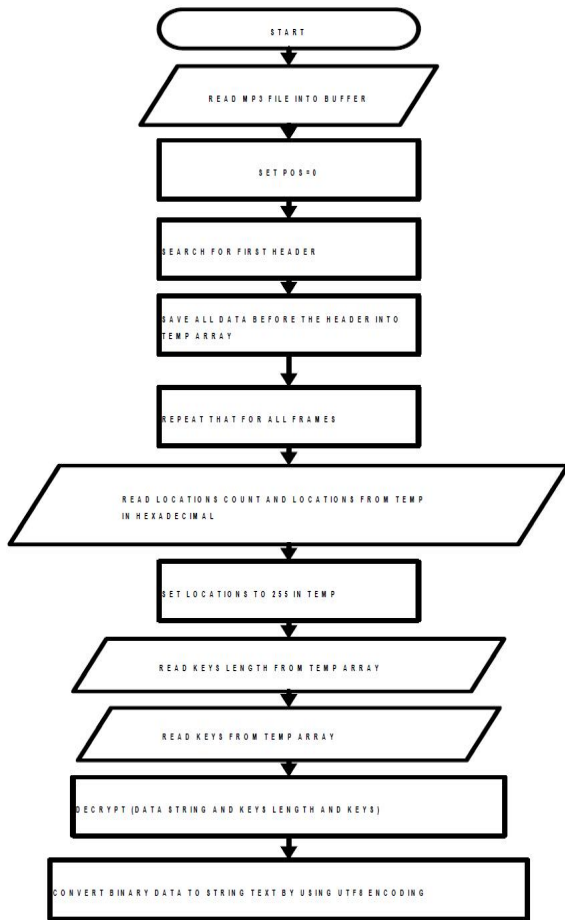 START
READ MP3 FILE INTO BUFFER
SET POS=0
SEARCH FOR FIRST HEADER
SAVE ALL DATA BEFORE THE HEADER INTO
TEMP ARRAY
REPEAT THAT FOR ALL FRAMES
READ LOCATIONS COUNT AND LOCATIONS FROM TEMP
IN HEXADECIMAL
SET LOCATIONS TO 255 IN TEMP
READ KEYS LENGTH FROM TEMP ARRAY
READ KEYS FROM TEMP ARRAY
DECRYPT (DATA STRING AND KEYS LENGTH AND KEYS)
CONVERT BINARY DATA TO STRING TEXT BY USING UTF8 ENCODING